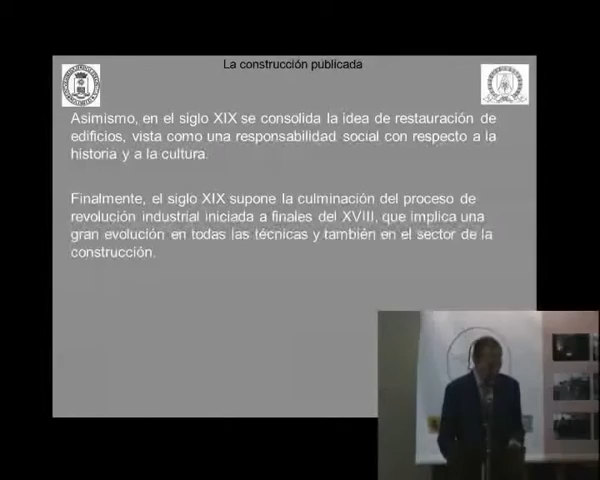 La construcción publicada
Asimismo, en el siglo XIX se consolida la idea de restauración de
edificios, vista como una responsabilidad social con respecto a la
historia y a la cultura.
Finalmente, el siglo XIX supone la culminación del proceso de
revolución industrial iniciada a finales del XVIII, que implica una
gran evolución en todas las técnicas y también en el sector de la
construcción.